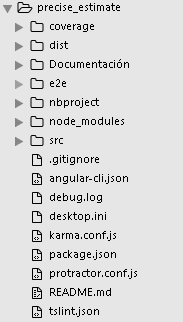 precise_estimate
coverage
dist
Documentación
e2e
nbproject
node_modules
src
.gitignore
angular-cli.json
debug.log
desktop.ini
karma.conf.js
package.json
protractor.conf.js
README.md
tslint.json